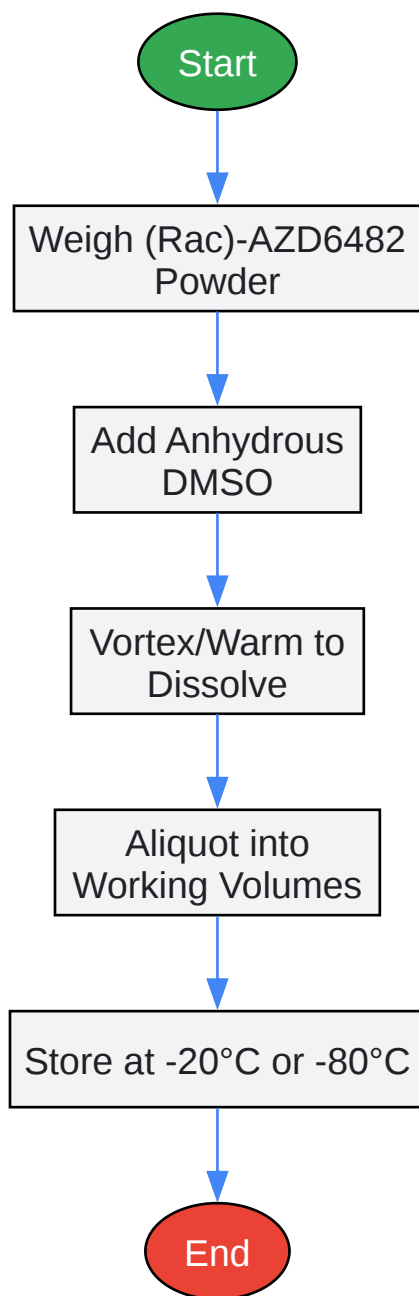 Start
Weigh (Rac)-AZD6482
Powder
Add Anhydrous
DMSO
Vortex/Warm to
Dissolve
Aliquot into
Working Volumes
Store at -20°C or -80°C
End